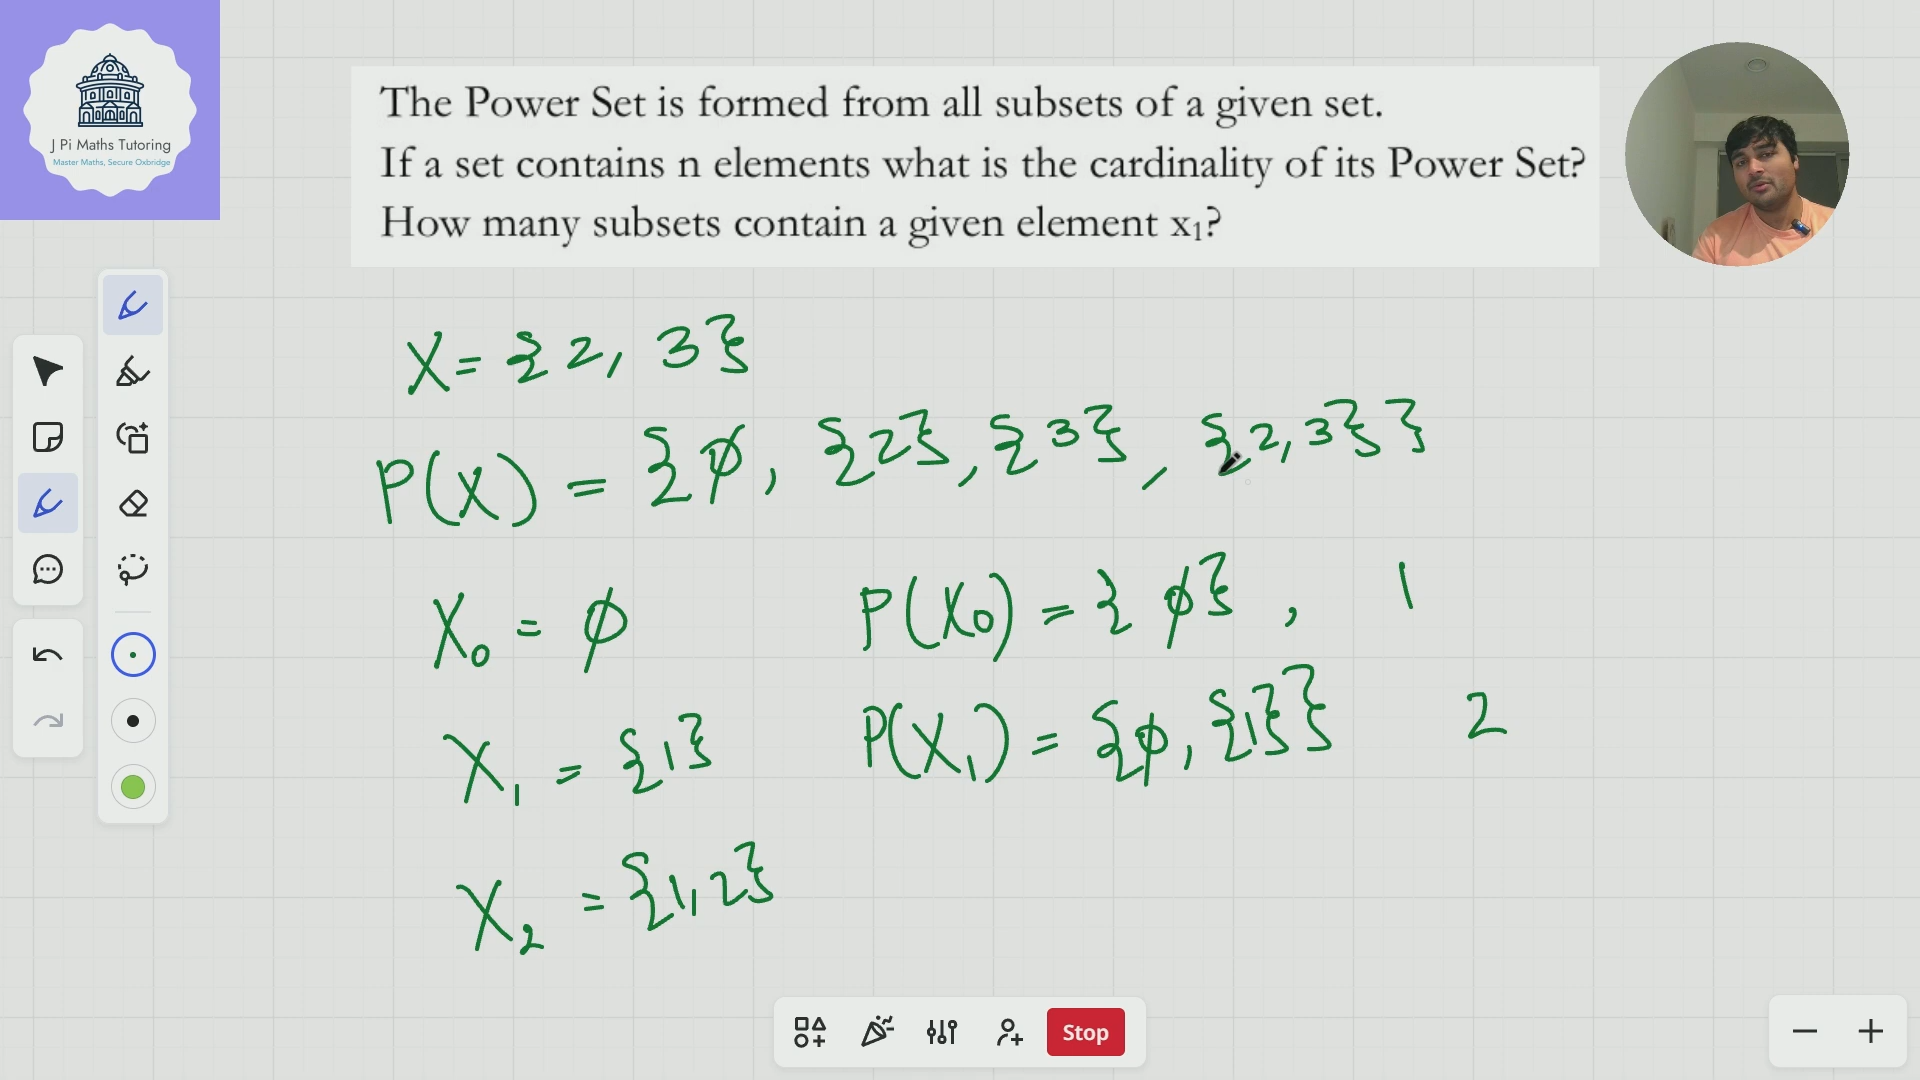 J Pi Maths Tutoring
Master Maths, Secure Oxbridge
The Power Set is formed from all subsets of a given set.
If a set contains n elements what is the cardinality of its Power Set?
How many subsets contain a given element x₁?
X = {2, 3}
P(X) = {∅, {2}, {3}, {2,3}}
X₀ = ∅ P(X₀) = {∅}, 1
X₁ = {1} P(X₁) = {∅, {1}} 2
X₂ = {1,2}
Stop